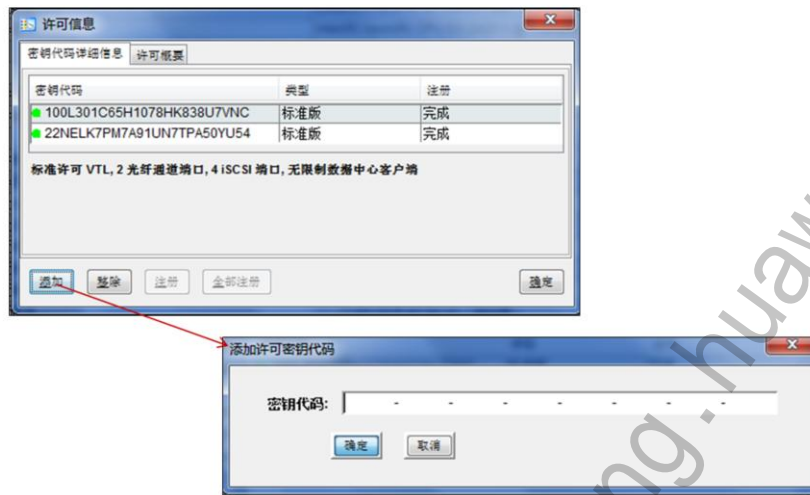 许可信息
密钥代码详细信息 许可概要
密钥代码 类型 注册
100L301C65H1078HK838U7VNC 标准版 完成
22NELK7PM7A91UN7TPA50YU54 标准版 完成
标准许可 VTL, 2 光纤通道端口, 4 iSCSI 端口, 无限制数据中心客户端
添加 整除 注册 全部注册 确定
添加许可密钥代码
密钥代码: - - - - - - -
确定 取消
ng.huaw